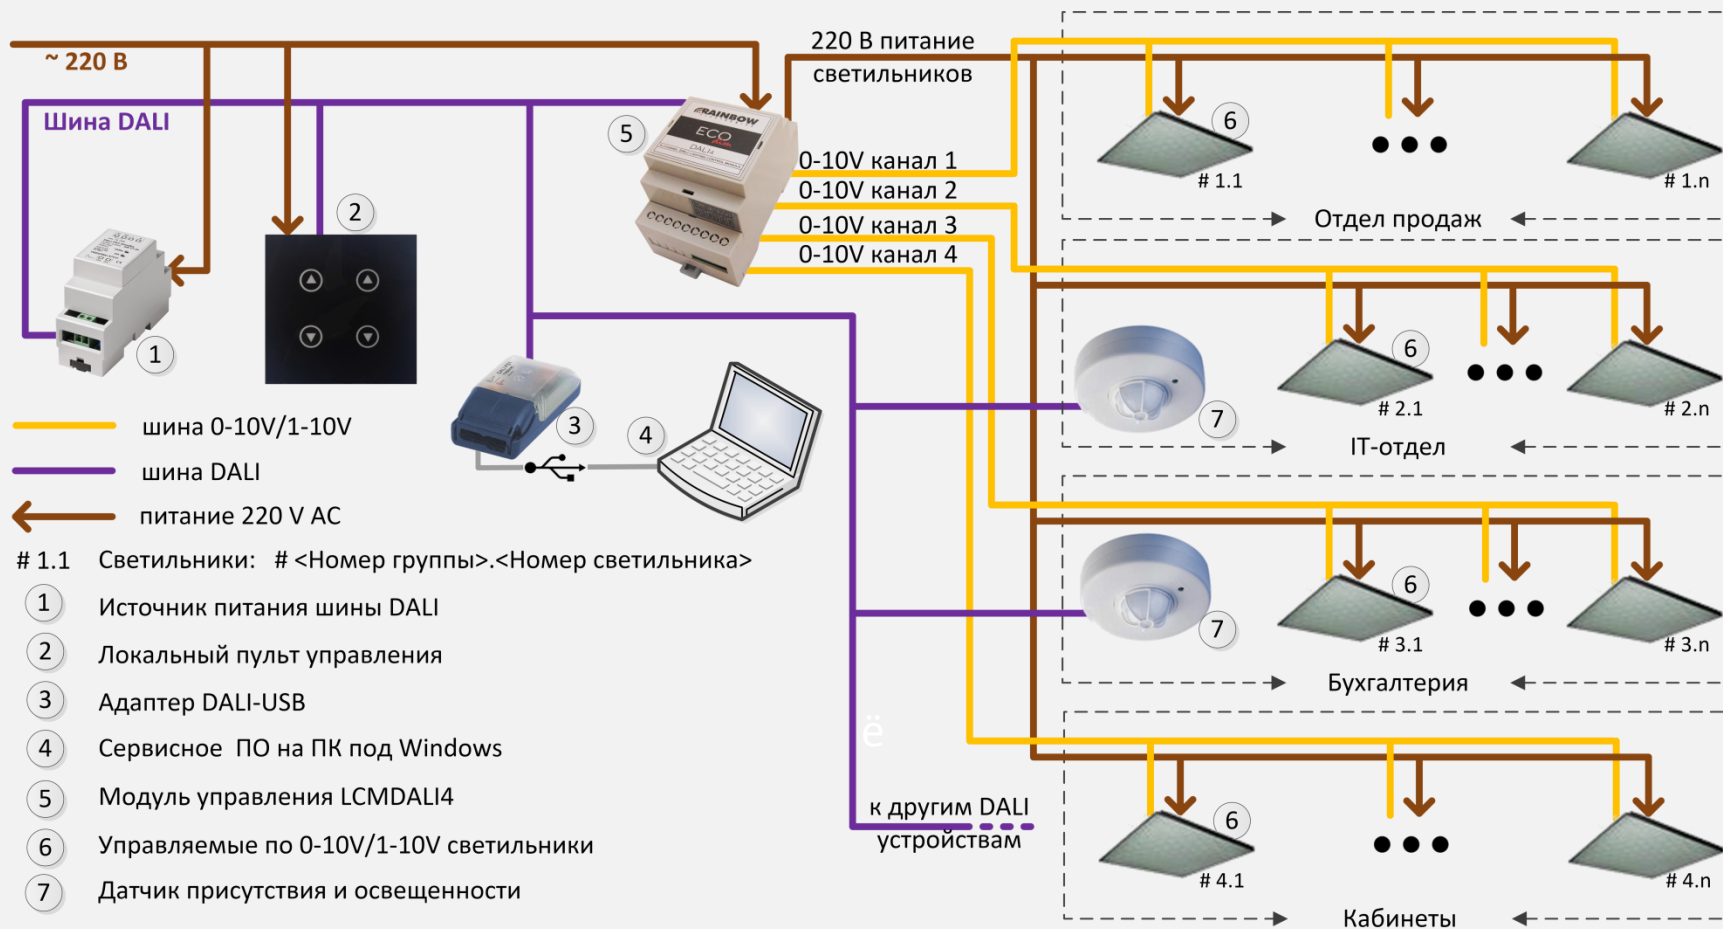 ~ 220 В
Шина DALI
220 В питание
светильников
5
RAINBOW
ECO
DALI4
0-10V канал 1
0-10V канал 2
0-10V канал 3
0-10V канал 4
6
# 1.1
# 1.n
Отдел продаж
2
1
3
4
6
7
# 2.1
# 2.n
IT-отдел
6
7
# 3.1
# 3.n
Бухгалтерия
ё
к другим DALI
устройствам
6
# 4.1
# 4.n
Кабинеты
шина 0-10V/1-10V
шина DALI
питание 220 V AC
# 1.1 Светильники: # <Номер группы>.<Номер светильника>
1 Источник питания шины DALI
2 Локальный пульт управления
3 Адаптер DALI-USB
4 Сервисное ПО на ПК под Windows
5 Модуль управления LCMDALI4
6 Управляемые по 0-10V/1-10V светильники
7 Датчик присутствия и освещенности